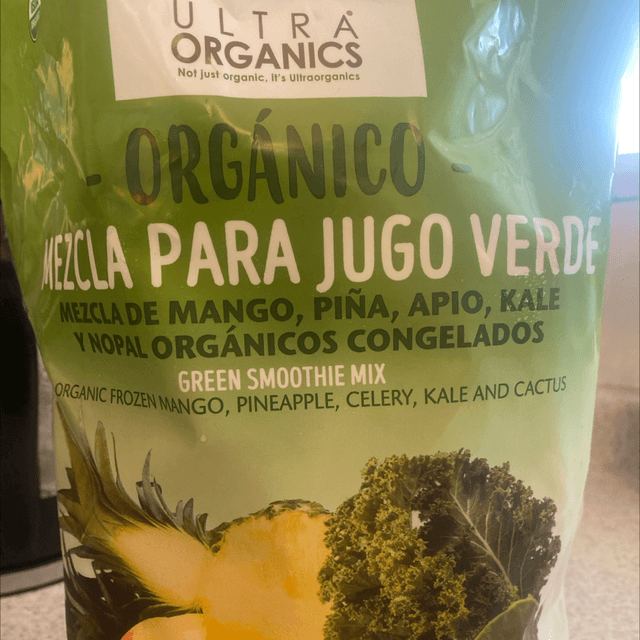 ULTRA
ORGANICS
Not just organic, it's Ultraorganics
- ORGÁNICO -
MEZCLA PARA JUGO VERDE
MEZCLA DE MANGO, PIÑA, APIO, KALE
Y NOPAL ORGÁNICOS CONGELADOS
GREEN SMOOTHIE MIX
ORGANIC FROZEN MANGO, PINEAPPLE, CELERY, KALE AND CACTUS